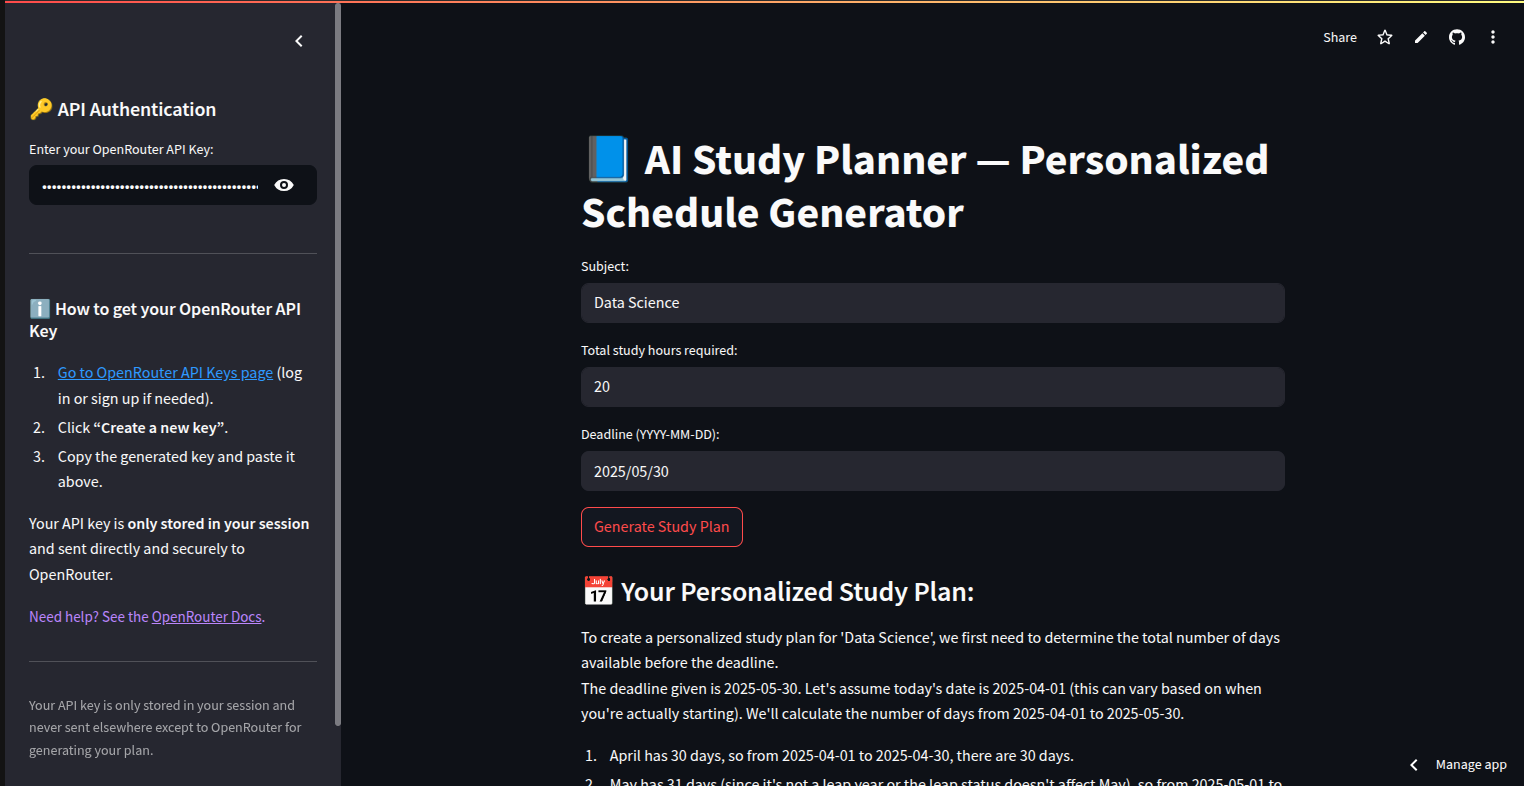 Share
🔑 API Authentication
Enter your OpenRouter API Key:
••••••••••••••••••••••••••••••••••••••••••••
ℹ️ How to get your OpenRouter API
Key
1. Go to OpenRouter API Keys page (log
in or sign up if needed).
2. Click “Create a new key”.
3. Copy the generated key and paste it
above.
Your API key is only stored in your session
and sent directly and securely to
OpenRouter.
Need help? See the OpenRouter Docs.
Your API key is only stored in your session and
never sent elsewhere except to OpenRouter for
generating your plan.
📘 AI Study Planner — Personalized
Schedule Generator
Subject:
Data Science
Total study hours required:
20
Deadline (YYYY-MM-DD):
2025/05/30
Generate Study Plan
📅 Your Personalized Study Plan:
To create a personalized study plan for 'Data Science', we first need to determine the total number of days
available before the deadline.
The deadline given is 2025-05-30. Let's assume today's date is 2025-04-01 (this can vary based on when
you're actually starting). We'll calculate the number of days from 2025-04-01 to 2025-05-30.
1. April has 30 days, so from 2025-04-01 to 2025-04-30, there are 30 days.
2. May has 31 days (since it's not a leap year or the leap status doesn't affect May), so from 2025-05-01 to
Manage app